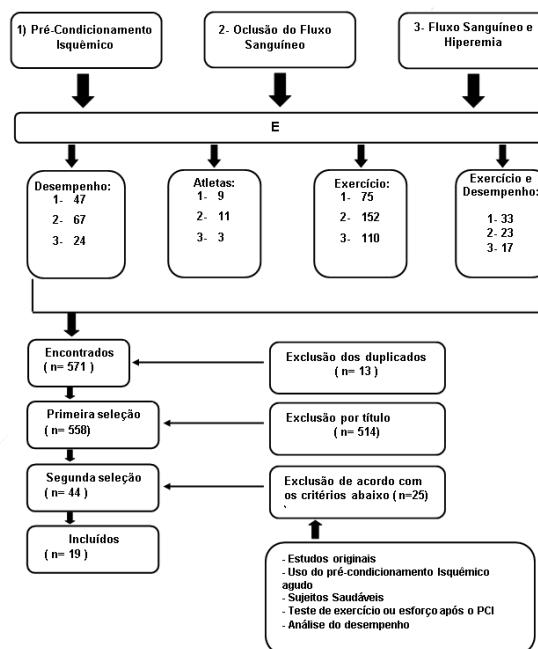 1) Pré-Condicionamento
Isquêmico
2- Oclusão do Fluxo
Sanguíneo
3- Fluxo Sanguíneo e
Hiperemia
E
Desempenho:
1- 47
2- 67
3- 24
Atletas:
1- 9
2- 11
3- 3
Exercício:
1- 75
2- 152
3- 110
Exercício e
Desempenho:
1- 33
2- 23
3- 17
Encontrados
( n= 571 )
Exclusão dos duplicados
( n= 13 )
Primeira seleção
( n= 558)
Exclusão por título
( n= 514)
Segunda seleção
( n= 44 )
Exclusão de acordo com
os critérios abaixo (n=25)
`
Incluídos
( n= 19 )
- Estudos originais
- Uso do pré-condicionamento Isquêmico
agudo
- Sujeitos Saudáveis
- Teste de exercício ou esforço após o PCI
- Análise do desempenho